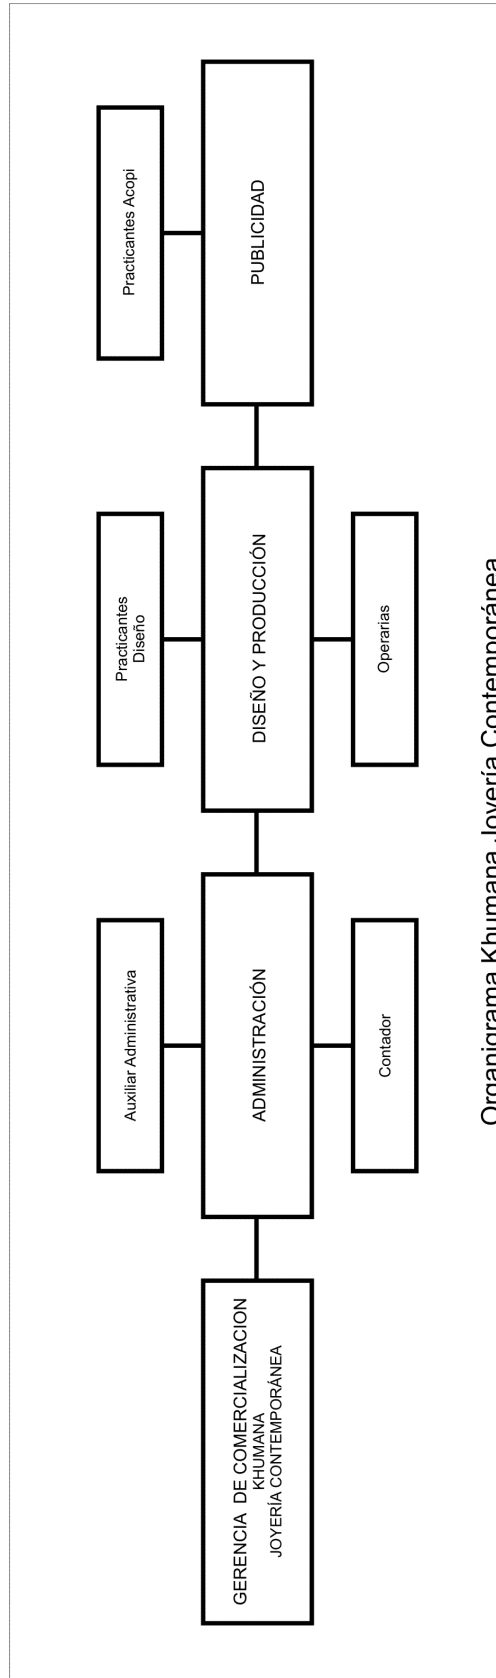 Practicantes Acopi
PUBLICIDAD
Practicantes
Diseño
DISEÑO Y PRODUCCIÓN
Operarias
Auxiliar Administrativa
ADMINISTRACIÓN
Contador
GERENCIA DE COMERCIALIZACION
KHUMANA
JOYERÍA CONTEMPORÁNEA
Organigrama Khumana Joyería Contemporánea